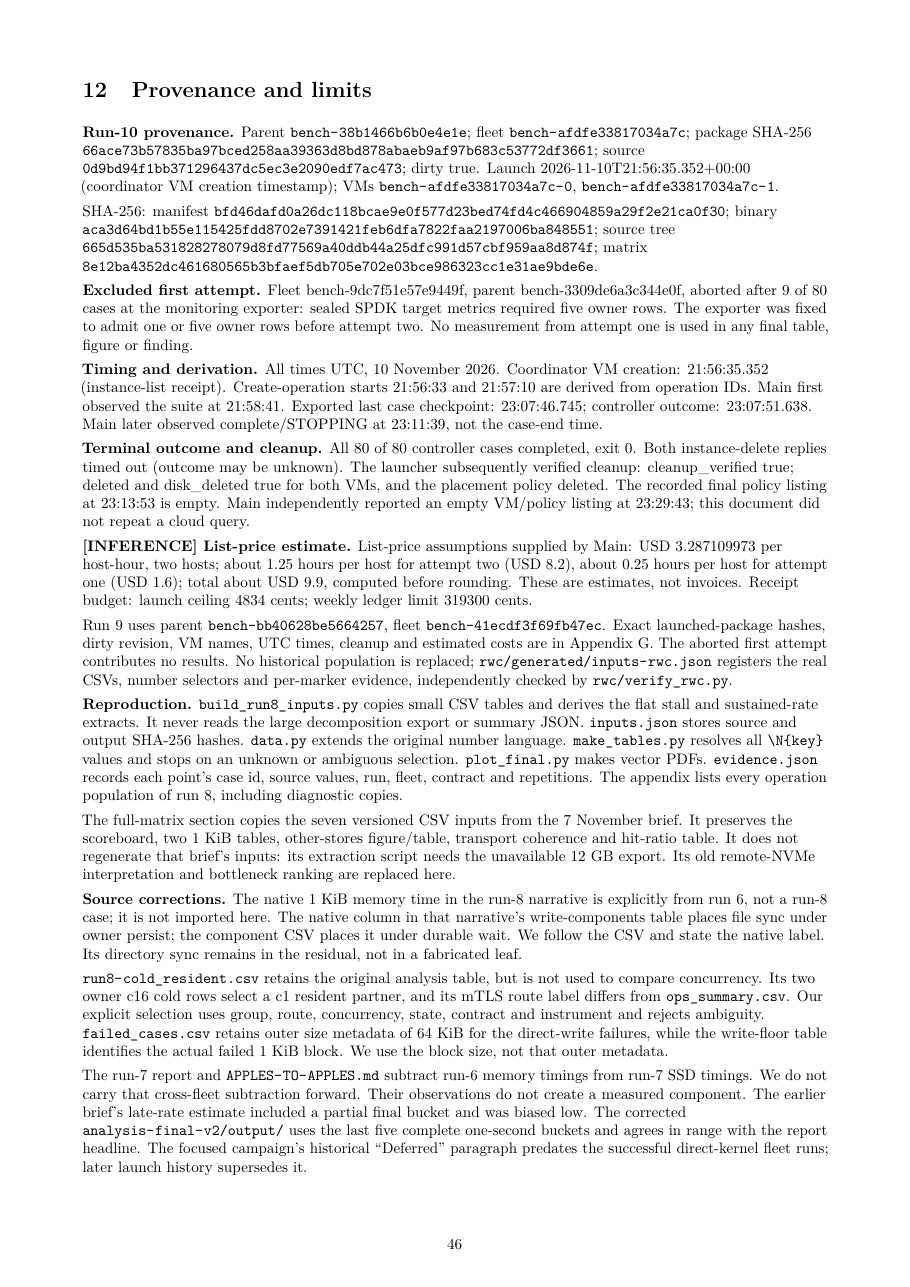 12 Provenance and limits
Run-10 provenance. Parent bench-38b1466b6b0e4e1e; fleet bench-afdfe33817034a7c; package SHA-256
66ace73b57835ba97bced258aa39363d8bd878abaeb9af97b683c53772df3661; source
0d9bd94f1bb371296437dc5ec3e2090edf7ac473; dirty true. Launch 2026-11-10T21:56:35.352+00:00
(coordinator VM creation timestamp); VMs bench-afdfe33817034a7c-0, bench-afdfe33817034a7c-1.
SHA-256: manifest bfd46dafd0a26dc118bcae9e0f577d23bed74fd4c466904859a29f2e21ca0f30; binary
aca3d64bd1b55e115425fdd8702e7391421feb6dfa7822faa2197006ba848551; source tree
665d535ba531828278079d8fd77569a40ddb44a25dfc991d57cbf959aa8d874f; matrix
8e12ba4352dc461680565b3bfaef5db705e702e03bce986323cc1e31ae9bde6e.
Excluded first attempt. Fleet bench-9dc7f51e57e9449f, parent bench-3309de6a3c344e0f, aborted after 9 of 80
cases at the monitoring exporter: sealed SPDK target metrics required five owner rows. The exporter was fixed
to admit one or five owner rows before attempt two. No measurement from attempt one is used in any final table,
figure or finding.
Timing and derivation. All times UTC, 10 November 2026. Coordinator VM creation: 21:56:35.352
(instance-list receipt). Create-operation starts 21:56:33 and 21:57:10 are derived from operation IDs. Main first
observed the suite at 21:58:41. Exported last case checkpoint: 23:07:46.745; controller outcome: 23:07:51.638.
Main later observed complete/STOPPING at 23:11:39, not the case-end time.
Terminal outcome and cleanup. All 80 of 80 controller cases completed, exit 0. Both instance-delete replies
timed out (outcome may be unknown). The launcher subsequently verified cleanup: cleanup_verified true;
deleted and disk_deleted true for both VMs, and the placement policy deleted. The recorded final policy listing
at 23:13:53 is empty. Main independently reported an empty VM/policy listing at 23:29:43; this document did
not repeat a cloud query.
[INFERENCE] List-price estimate. List-price assumptions supplied by Main: USD 3.287109973 per
host-hour, two hosts; about 1.25 hours per host for attempt two (USD 8.2), about 0.25 hours per host for attempt
one (USD 1.6); total about USD 9.9, computed before rounding. These are estimates, not invoices. Receipt
budget: launch ceiling 4834 cents; weekly ledger limit 319300 cents.
Run 9 uses parent bench-bb40628be5664257, fleet bench-41ecdf3f69fb47ec. Exact launched-package hashes,
dirty revision, VM names, UTC times, cleanup and estimated costs are in Appendix G. The aborted first attempt
contributes no results. No historical population is replaced; rwc/generated/inputs-rwc.json registers the real
CSVs, number selectors and per-marker evidence, independently checked by rwc/verify_rwc.py.
Reproduction. build_run8_inputs.py copies small CSV tables and derives the flat stall and sustained-rate
extracts. It never reads the large decomposition export or summary JSON. inputs.json stores source and
output SHA-256 hashes. data.py extends the original number language. make_tables.py resolves all \N{key}
values and stops on an unknown or ambiguous selection. plot_final.py makes vector PDFs. evidence.json
records each point's case id, source values, run, fleet, contract and repetitions. The appendix lists every operation
population of run 8, including diagnostic copies.
The full-matrix section copies the seven versioned CSV inputs from the 7 November brief. It preserves the
scoreboard, two 1 KiB tables, other-stores figure/table, transport coherence and hit-ratio table. It does not
regenerate that brief's inputs: its extraction script needs the unavailable 12 GB export. Its old remote-NVMe
interpretation and bottleneck ranking are replaced here.
Source corrections. The native 1 KiB memory time in the run-8 narrative is explicitly from run 6, not a run-8
case; it is not imported here. The native column in that narrative's write-components table places file sync under
owner persist; the component CSV places it under durable wait. We follow the CSV and state the native label.
Its directory sync remains in the residual, not in a fabricated leaf.
run8-cold_resident.csv retains the original analysis table, but is not used to compare concurrency. Its two
owner c16 cold rows select a c1 resident partner, and its mTLS route label differs from ops_summary.csv. Our
explicit selection uses group, route, concurrency, state, contract and instrument and rejects ambiguity.
failed_cases.csv retains outer size metadata of 64 KiB for the direct-write failures, while the write-floor table
identifies the actual failed 1 KiB block. We use the block size, not that outer metadata.
The run-7 report and APPLES-TO-APPLES.md subtract run-6 memory timings from run-7 SSD timings. We do not
carry that cross-fleet subtraction forward. Their observations do not create a measured component. The earlier
brief's late-rate estimate included a partial final bucket and was biased low. The corrected
analysis-final-v2/output/ uses the last five complete one-second buckets and agrees in range with the report
headline. The focused campaign's historical “Deferred” paragraph predates the successful direct-kernel fleet runs;
later launch history supersedes it.
46